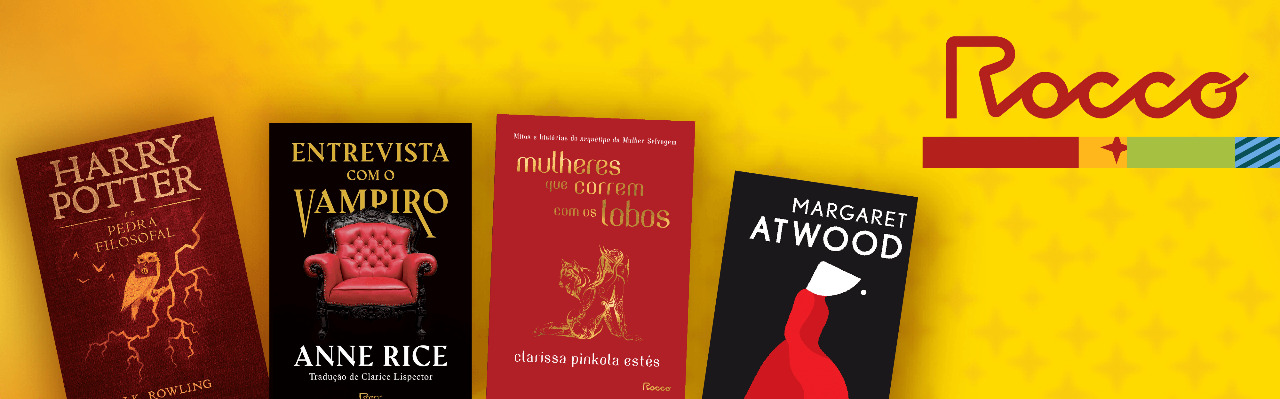 HARRY
POTTER
E A
PEDRA
FILOSOFAL
J.K. ROWLING
ENTREVISTA
COM O
VAMPIRO
ANNE RICE
Tradução de Clarice Lispector
Rocco
Mitos e histórias do arquétipo da Mulher Selvagem
mulheres
que correm
com os lobos
clarissa pinkola estés
Rocco
MARGARET
ATWOOD
Rocco